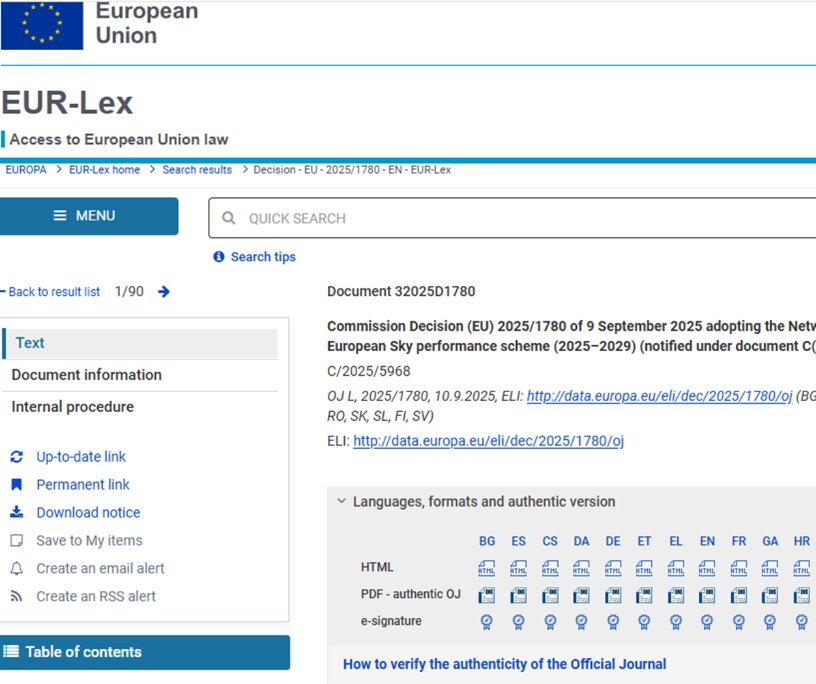 European
Union
EUR-Lex
Access to European Union law
EUROPA > EUR-Lex home > Search results > Decision - EU - 2025/1780 - EN - EUR-Lex
MENU
QUICK SEARCH
Search tips
Back to result list 1/90
Text
Document information
Internal procedure
Up-to-date link
Permanent link
Download notice
Save to My items
Create an email alert
Create an RSS alert
Table of contents
Document 32025D1780
Commission Decision (EU) 2025/1780 of 9 September 2025 adopting the Netw
European Sky performance scheme (2025–2029) (notified under document C(
C/2025/5968
OJ L, 2025/1780, 10.9.2025, ELI: http://data.europa.eu/eli/dec/2025/1780/oj (BG
RO, SK, SL, FI, SV)
ELI: http://data.europa.eu/eli/dec/2025/1780/oj
Languages, formats and authentic version
BG ES CS DA DE ET EL EN FR GA HR
HTML HTML HTML HTML HTML HTML HTML HTML HTML HTML HTML HTML
PDF - authentic OJ
e-signature
How to verify the authenticity of the Official Journal